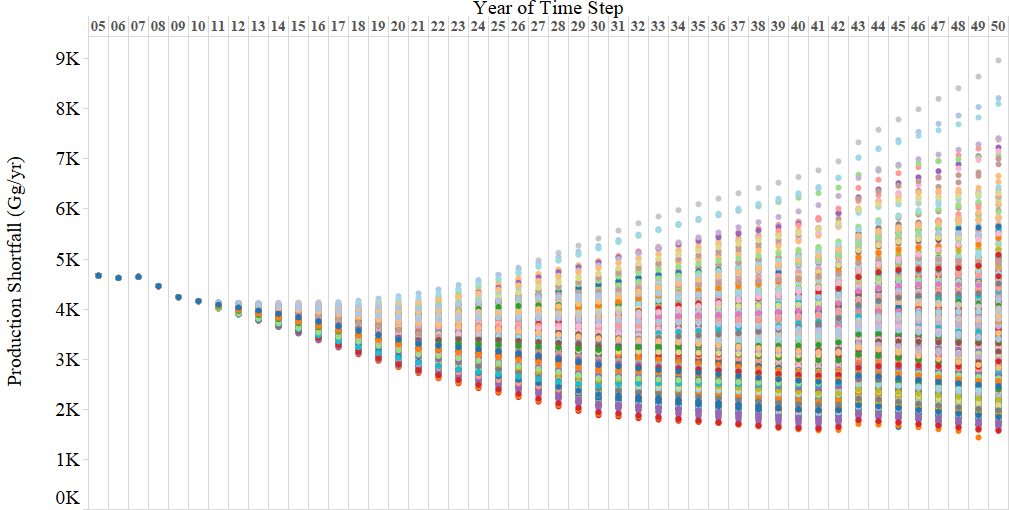 Year of Time Step
05 06 07 08 09 10 11 12 13 14 15 16 17 18 19 20 21 22 23 24 25 26 27 28 29 30 31 32 33 34 35 36 37 38 39 40 41 42 43 44 45 46 47 48 49 50
9K
8K
7K
6K
5K
4K
3K
2K
1K
0K
Production Shortfall (Gg/yr)